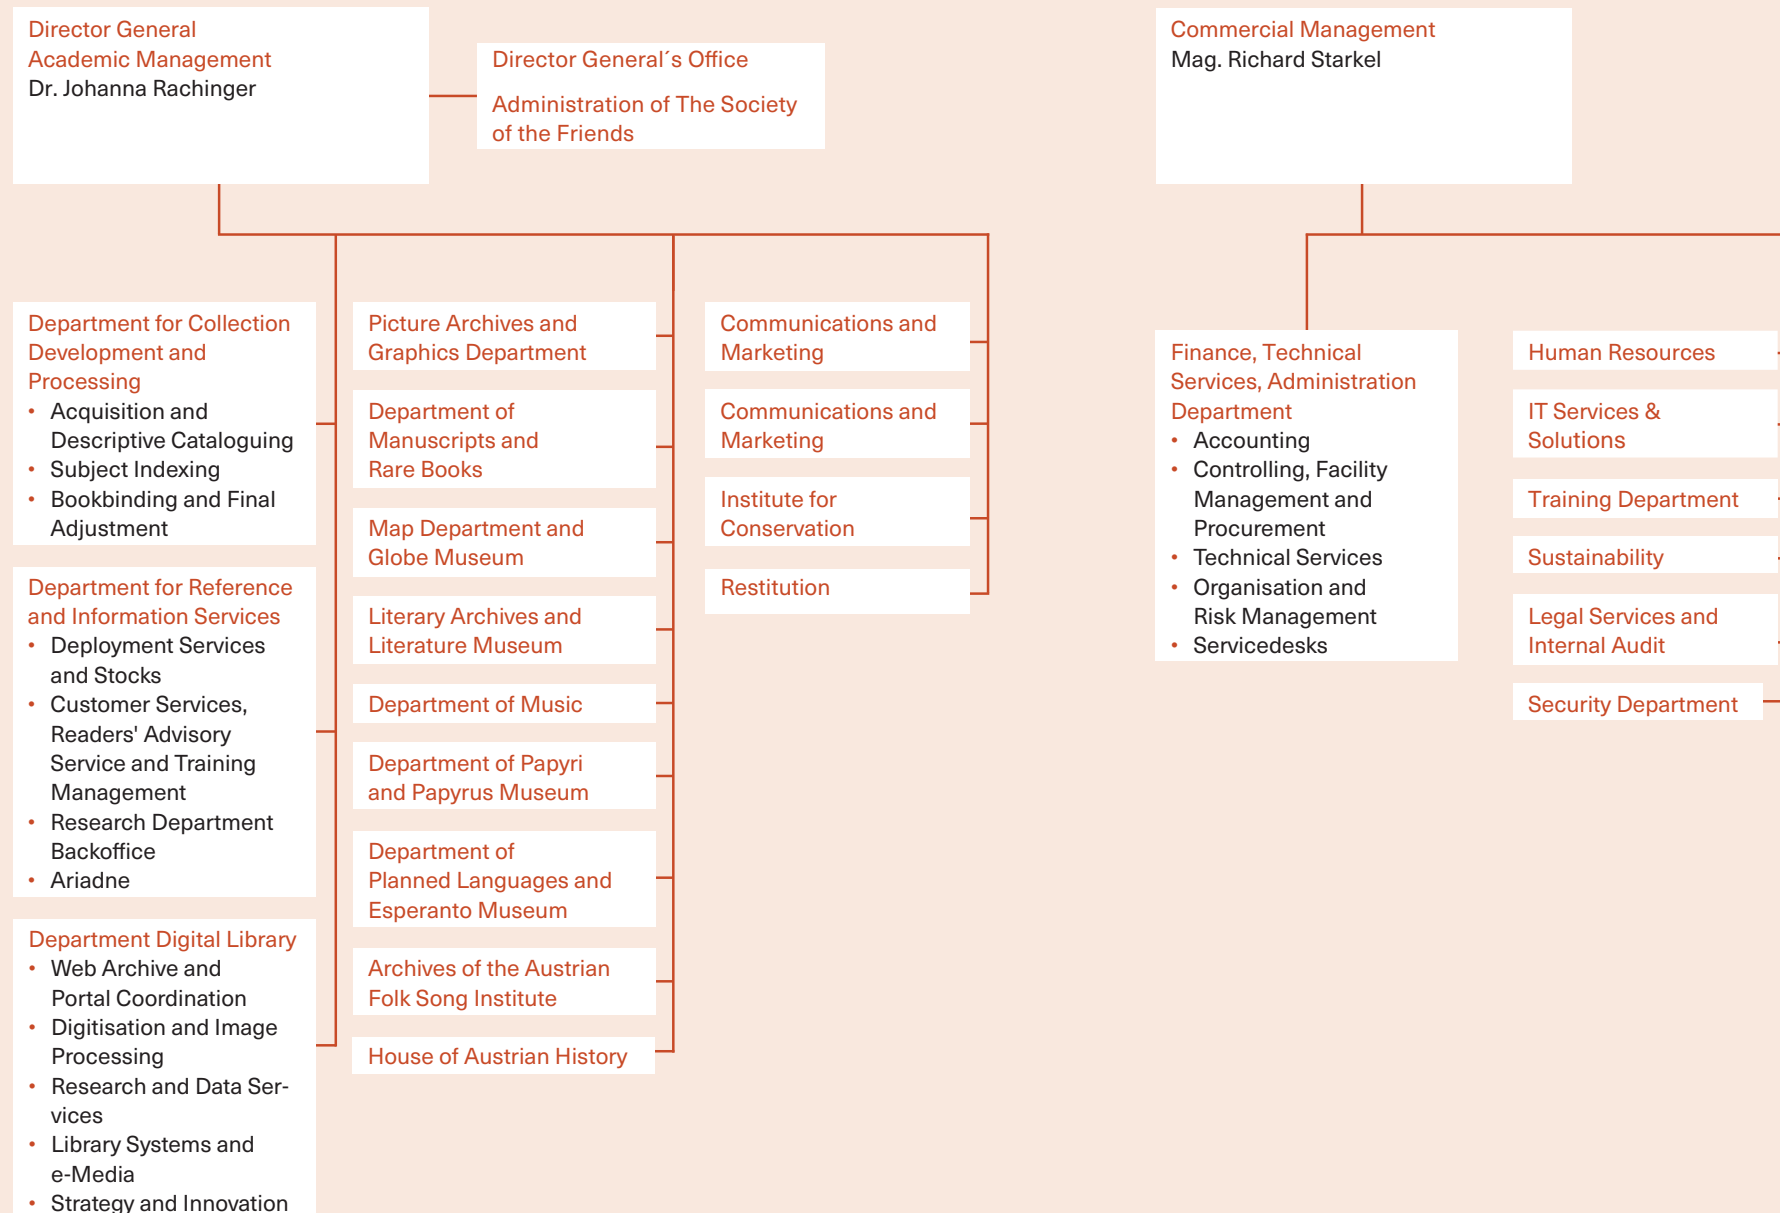 Director General
Academic Management
Dr. Johanna Rachinger
Director General´s Office
Administration of The Society
of the Friends
Commercial Management
Mag. Richard Starkel
Department for Collection
Development and
Processing
• Acquisition and
Descriptive Cataloguing
• Subject Indexing
• Bookbinding and Final
Adjustment
Department for Reference
and Information Services
• Deployment Services
and Stocks
• Customer Services,
Readers' Advisory
Service and Training
Management
• Research Department
Backoffice
• Ariadne
Department Digital Library
• Web Archive and
Portal Coordination
• Digitisation and Image
Processing
• Research and Data Ser-
vices
• Library Systems and
e-Media
• Strategy and Innovation
Picture Archives and
Graphics Department
Department of
Manuscripts and
Rare Books
Map Department and
Globe Museum
Literary Archives and
Literature Museum
Department of Music
Department of Papyri
and Papyrus Museum
Department of
Planned Languages and
Esperanto Museum
Archives of the Austrian
Folk Song Institute
House of Austrian History
Communications and
Marketing
Communications and
Marketing
Institute for
Conservation
Restitution
Finance, Technical
Services, Administration
Department
• Accounting
• Controlling, Facility
Management and
Procurement
• Technical Services
• Organisation and
Risk Management
• Servicedesks
Human Resources
IT Services &
Solutions
Training Department
Sustainability
Legal Services and
Internal Audit
Security Department